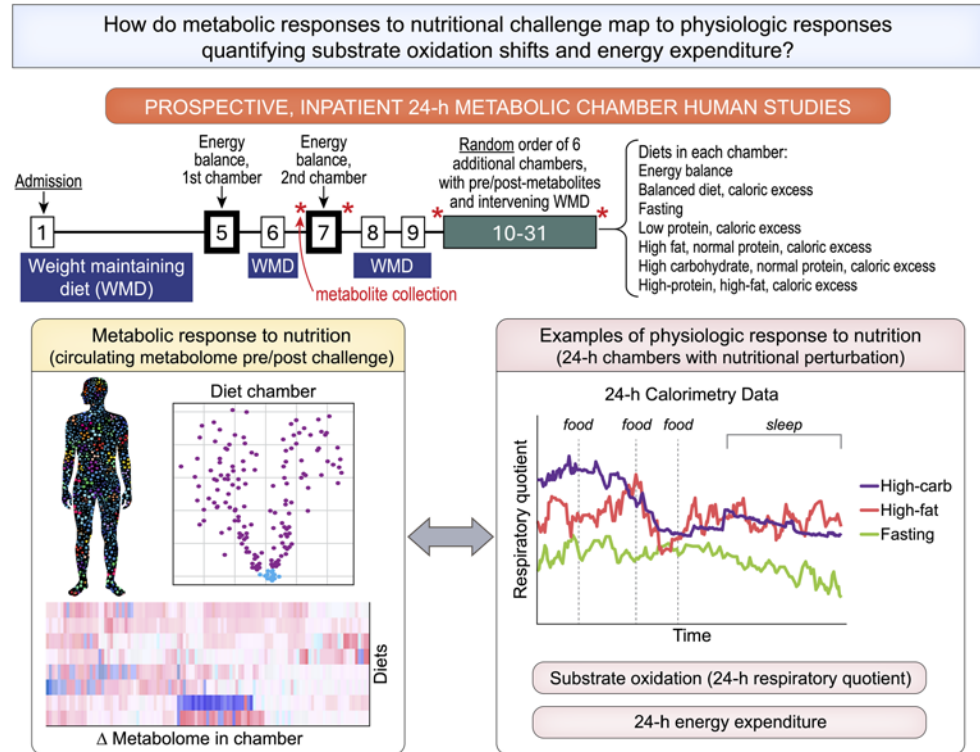 How do metabolic responses to nutritional challenge map to physiologic responses
quantifying substrate oxidation shifts and energy expenditure?
PROSPECTIVE, INPATIENT 24-h METABOLIC CHAMBER HUMAN STUDIES
Admission
1
Weight maintaining
diet (WMD)
Energy
balance,
1st chamber
5
6
WMD
*
metabolite collection
Energy
balance,
2nd chamber
7
*
8
9
WMD
*
Random order of 6
additional chambers,
with pre/post-metabolites
and intervening WMD
10-31
*
Diets in each chamber:
Energy balance
Balanced diet, caloric excess
Fasting
Low protein, caloric excess
High fat, normal protein, caloric excess
High carbohydrate, normal protein, caloric excess
High-protein, high-fat, caloric excess
Metabolic response to nutrition
(circulating metabolome pre/post challenge)
Diet chamber
Diets
Δ Metabolome in chamber
Examples of physiologic response to nutrition
(24-h chambers with nutritional perturbation)
24-h Calorimetry Data
food
food
food
sleep
Respiratory quotient
High-carb
High-fat
Fasting
Time
Substrate oxidation (24-h respiratory quotient)
24-h energy expenditure